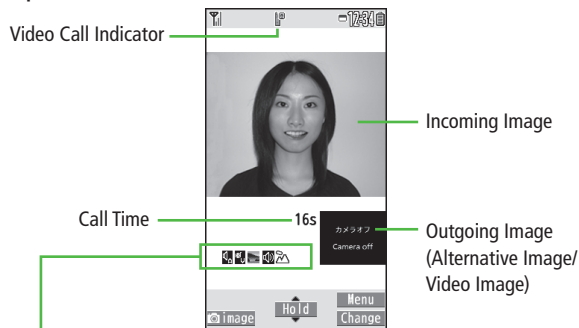 12:34
Video Call Indicator
Incoming Image
Call Time
16s
カメラオフ
Camera off
Outgoing Image
(Alternative Image/
Video Image)
Menu
image
Hold
Change